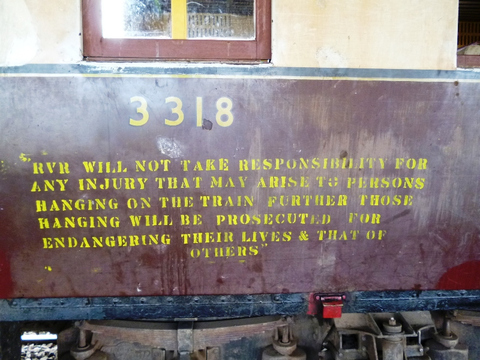 3318
"RVR WILL NOT TAKE RESPONSIBILITY FOR
ANY INJURY THAT MAY ARISE TO PERSONS
HANGING ON THE TRAIN FURTHER THOSE
HANGING WILL BE PROSECUTED FOR
ENDANGERING THEIR LIVES & THAT OF
OTHERS"